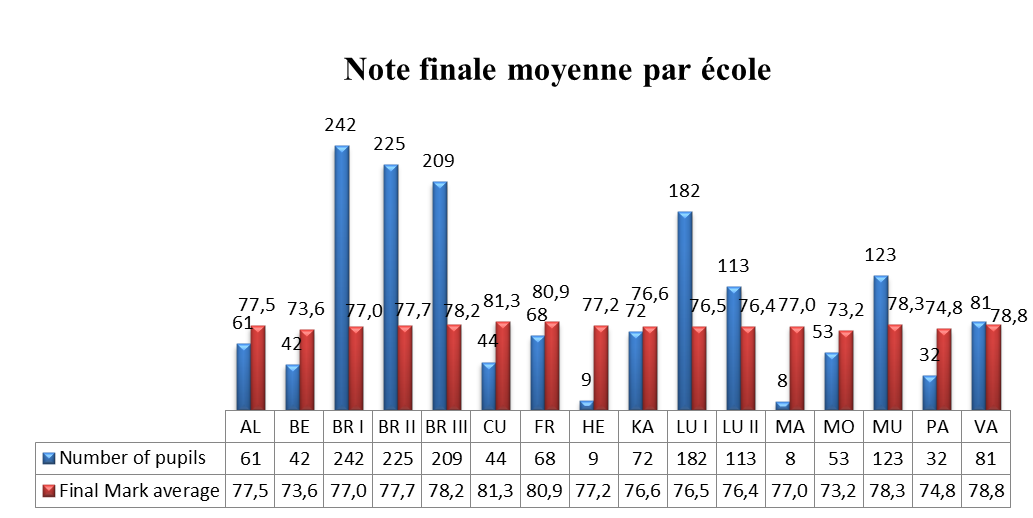 Note finale moyenne par école
242
225
209
182
123
113
77,5 73,6 77,0 77,7 78,2 81,3 80,9 77,2 76,6 76,5 76,4 77,0 73,2 78,3 74,8 78,8
61 42 44 68 9 72 8 53 32 81
AL BE BR I BR II BR III CU FR HE KA LU I LU II MA MO MU PA VA
Number of pupils 61 42 242 225 209 44 68 9 72 182 113 8 53 123 32 81
Final Mark average 77,5 73,6 77,0 77,7 78,2 81,3 80,9 77,2 76,6 76,5 76,4 77,0 73,2 78,3 74,8 78,8